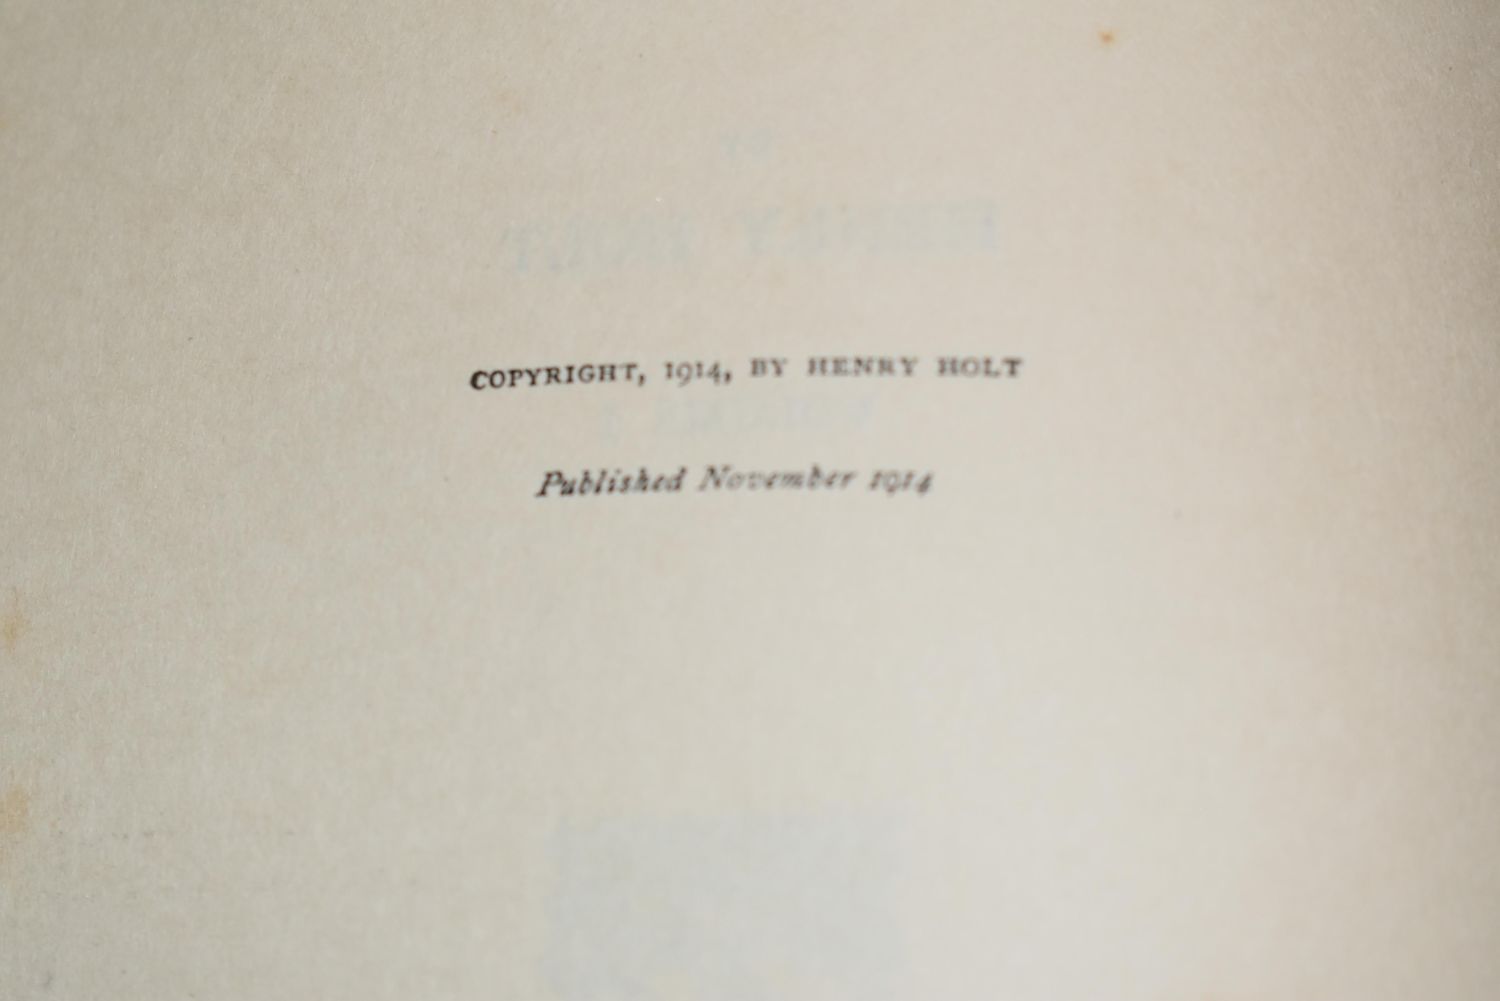 COPYRIGHT, 1914, BY HENRY HOLT
Published November 1914